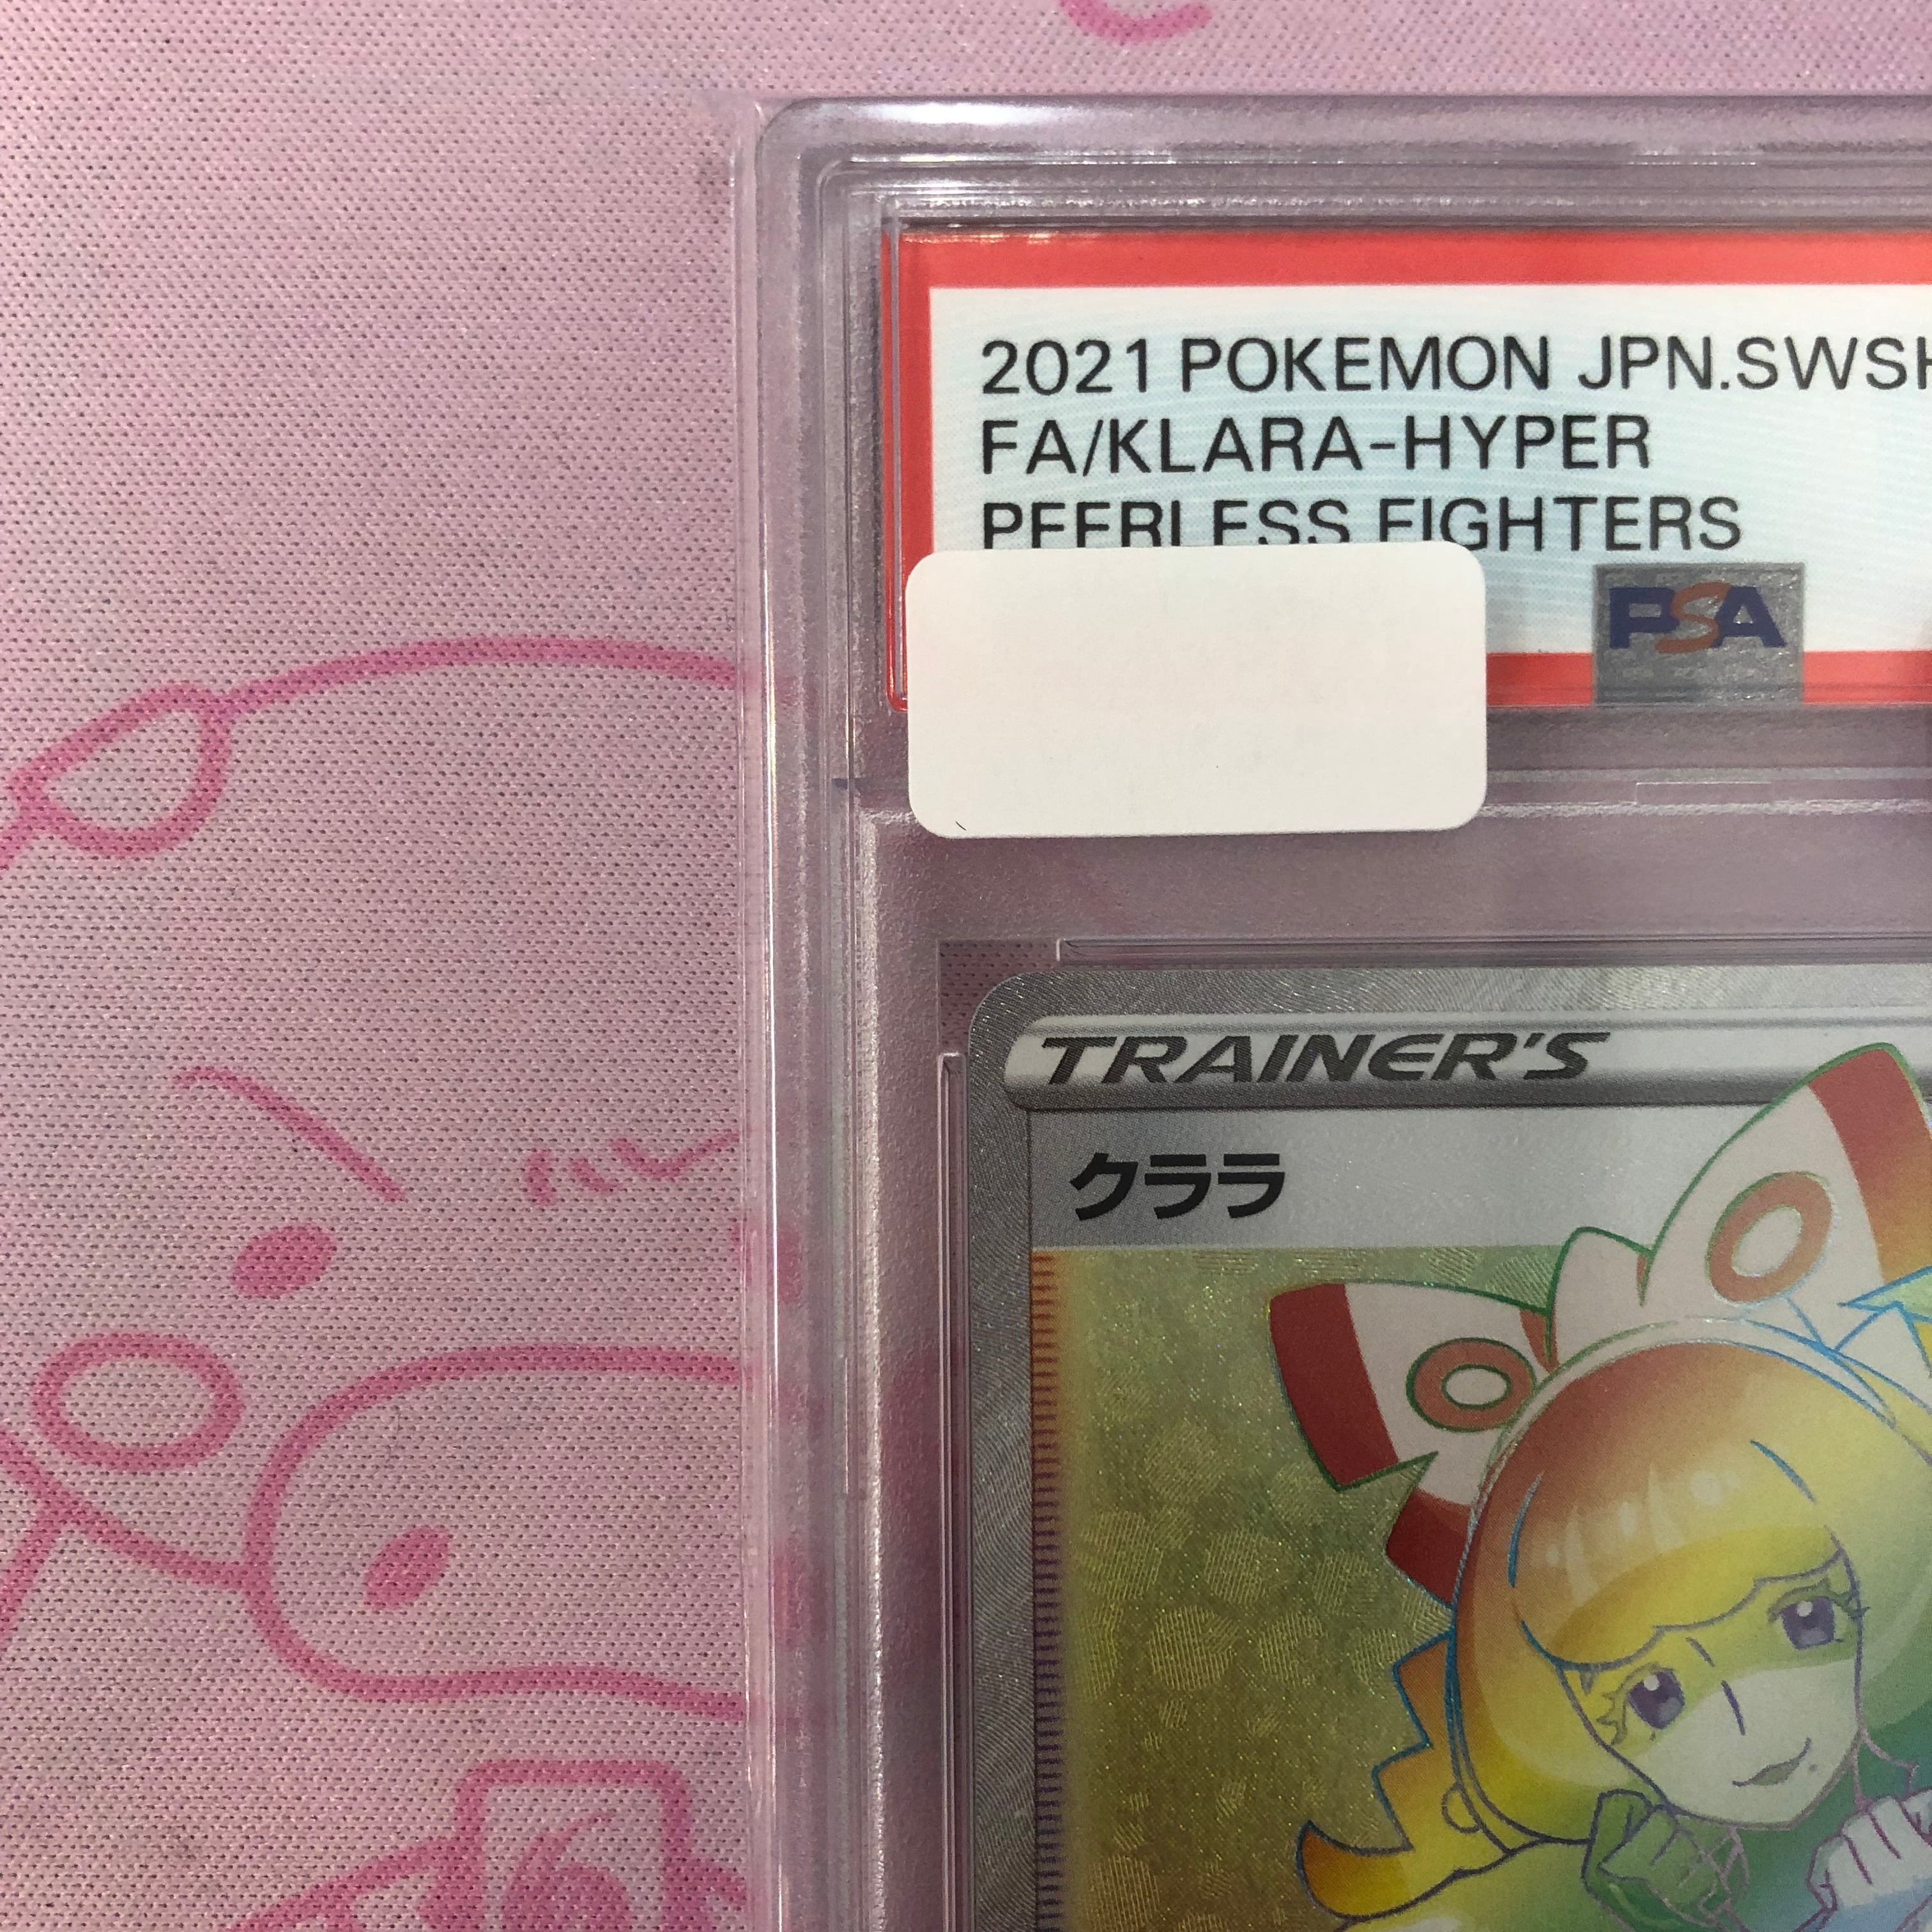 2021 POKEMON JPN.SWSH
FA/KLARA-HYPER
PEERLESS FIGHTERS
PSA
TRAINER'S
クララ